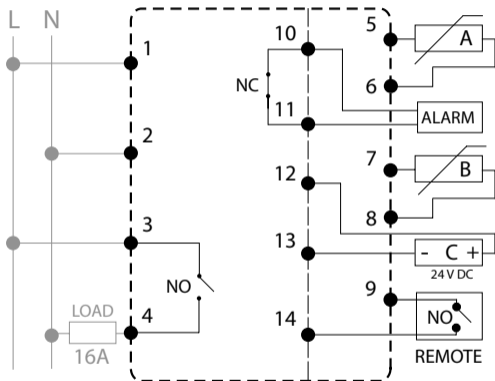 L N
10
5
A
1
6
NC
11
ALARM
2
7
12
B
8
3
13
- C +
24 V DC
NO
9
LOAD
4
14
NO
16A
REMOTE